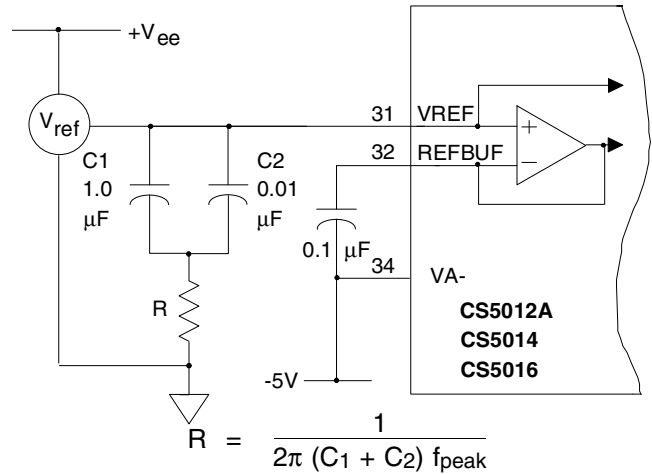 +Vee
Vref
31 VREF
+
32 REFBUF
−
C1
1.0
µF
C2
0.01
µF
0.1 µF
34 VA-
R
CS5012A
CS5014
CS5016
-5V
R = 1 / 2π (C1 + C2) fpeak